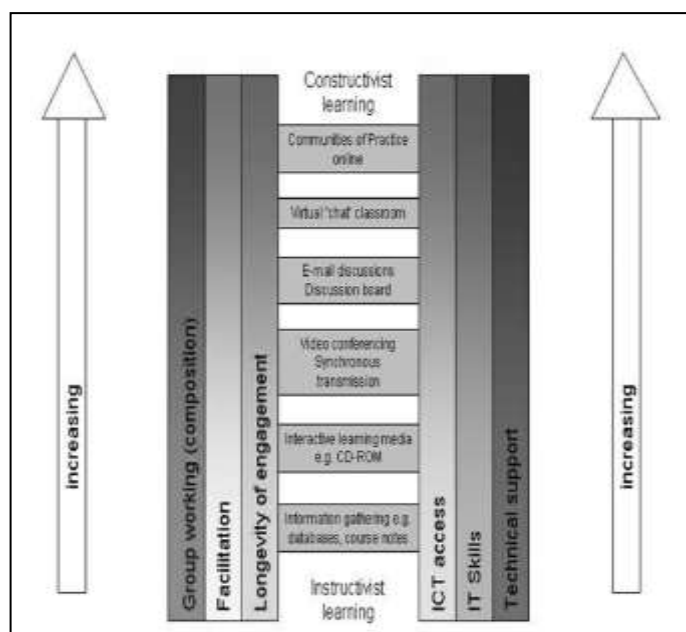 Constructivist
learning
Communities of Practice
online
Virtual "chat" classroom
E-mail discussions
Discussion board
Video conferencing
Synchronous
transmission
Interactive learning media
e.g. CD-ROM
Information gathering e.g.
databases, course notes
Instructivist
learning
increasing
Group working (composition)
Facilitation
Longevity of engagement
ICT access
IT Skills
Technical support
increasing